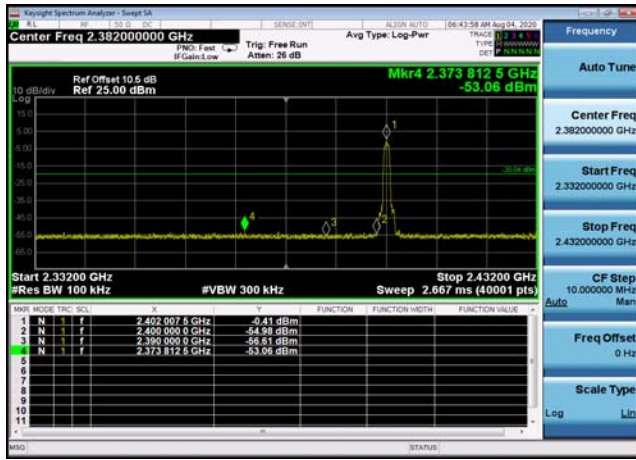 Keysight Spectrum Analyzer - Swept SA
RL RF 50 Ω DC SENSE:INT ALIGN AUTO 06:43:58 AM Aug 04, 2020
Center Freq 2.382000000 GHz
PNO: Fast
IFGain:Low
Trig: Free Run
Atten: 26 dB
Avg Type: Log-Pwr
TRACE 1 2 3 4 5 6
TYPE
DET P N N N N N
Mkr4 2.373 812 5 GHz
-53.06 dBm
Ref Offset 10.5 dB
Ref 25.00 dBm
10 dB/div
Log
15.0
5.00
-5.00
-15.0
-25.0
-35.0
-45.0
-55.0
-65.0
1
2
3
4
Start 2.33200 GHz
#Res BW 100 kHz
#VBW 300 kHz
Stop 2.43200 GHz
Sweep 2.667 ms (40001 pts)
MKR MODE TRC SCL X Y FUNCTION FUNCTION WIDTH FUNCTION VALUE
1 N 1 f 2.402 007 5 GHz -0.41 dBm
2 N 1 f 2.400 000 0 GHz -54.98 dBm
3 N 1 f 2.390 000 0 GHz -56.61 dBm
4 N 1 f 2.373 812 5 GHz -53.06 dBm
5
6
7
8
9
10
11
MSG
STATUS
Frequency
Auto Tune
Center Freq
2.382000000 GHz
Start Freq
2.332000000 GHz
Stop Freq
2.432000000 GHz
CF Step
10.000000 MHz
Auto Man
Freq Offset
0 Hz
Scale Type
Log Lin